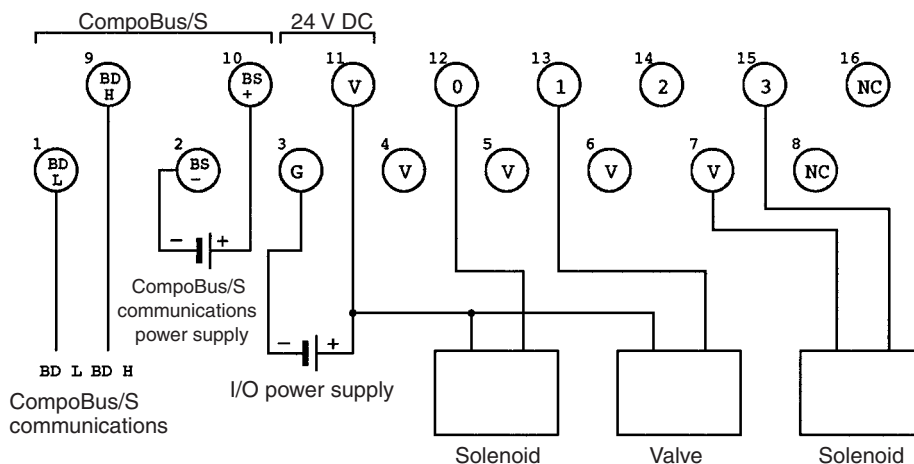 CompoBus/S 24 V DC
9 10 11 12 13 14 15 16
BD H BS + V 0 1 2 3 NC
1 2 3 4 5 6 7 8
BD L BS – G V V V V NC
– +
CompoBus/S
communications
power supply
– +
BD L BD H
I/O power supply
CompoBus/S
communications
Solenoid Valve Solenoid